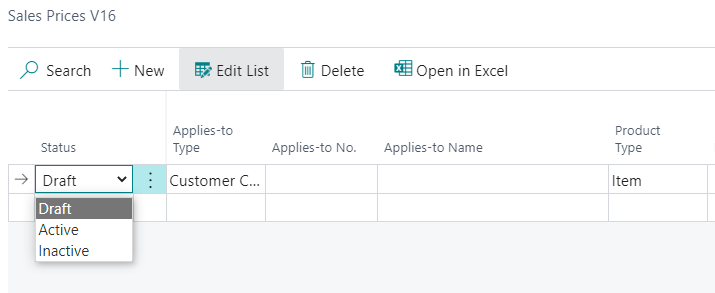 Sales Prices V16
Search New Edit List Delete Open in Excel
Status Applies-to Type Applies-to No. Applies-to Name Product Type
Draft Customer C... Item
Draft
Active
Inactive